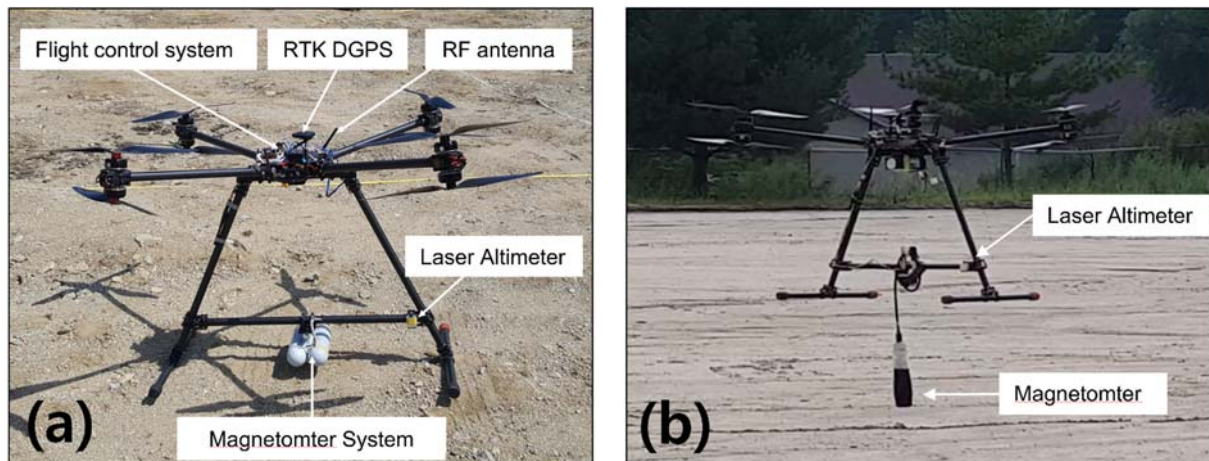 Flight control system
RTK DGPS
RF antenna
Laser Altimeter
Magnetomter System
(a)
Laser Altimeter
Magnetomter
(b)